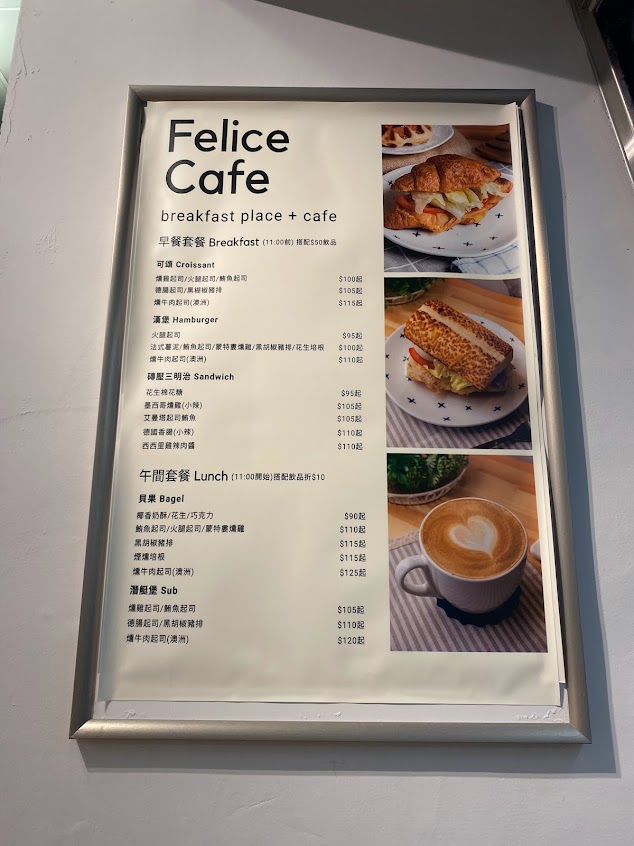 Felice
Cafe
breakfast place + cafe
早餐套餐 Breakfast (11:00前) 搭配$50飲品
可頌 Croissant
燻雞起司/火腿起司/鮪魚起司 $100起
德腸起司/黑椒豬排 $105起
燻牛肉起司(澳洲) $115起
漢堡 Hamburger
火腿起司 $95起
法式薯泥/鮪魚起司/蒙特婁燻雞/黑胡椒豬排/花生培根 $100起
燻牛肉起司(澳洲) $110起
磚壓三明治 Sandwich
花生棉花糖 $95起
墨西哥燻雞(小辣) $105起
艾曼塔起司鮪魚 $105起
德國香腸(小辣) $110起
西西里雞辣肉醬 $110起
午間套餐 Lunch (11:00開始)搭配飲品折$10
貝果 Bagel
椰香奶酥/花生/巧克力 $90起
鮪魚起司/火腿起司/蒙特婁燻雞 $110起
黑胡椒豬排 $115起
煙燻培根 $115起
燻牛肉起司(澳洲) $125起
潛艇堡 Sub
燻雞起司/鮪魚起司 $105起
德腸起司/黑胡椒豬排 $110起
燻牛肉起司(澳洲) $120起